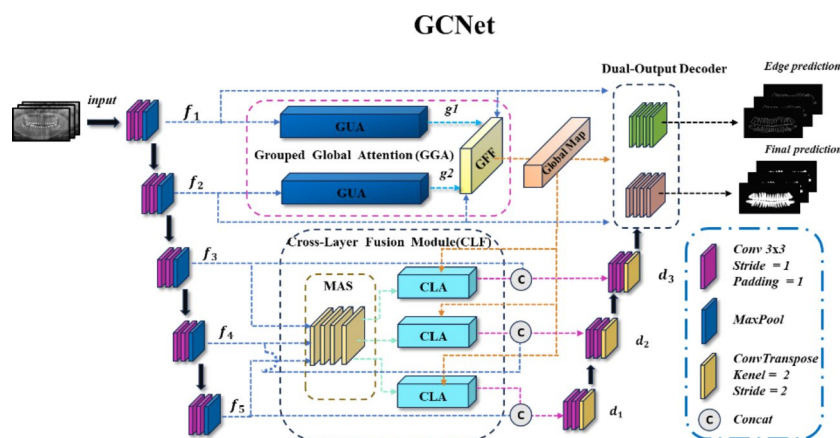 GCNet
input
f1
GUA
g1
Grouped Global Attention(GGA)
g2
f2
GUA
GFF
Global Map
Dual-Output Decoder
Edge prediction
Final prediction
Cross-Layer Fusion Module(CLF)
f3
MAS
CLA
C
d3
f4
CLA
C
d2
f5
CLA
C
d1
Conv 3x3
Stride = 1
Padding = 1
MaxPool
ConvTranspose
Kenel = 2
Stride = 2
C
Concat